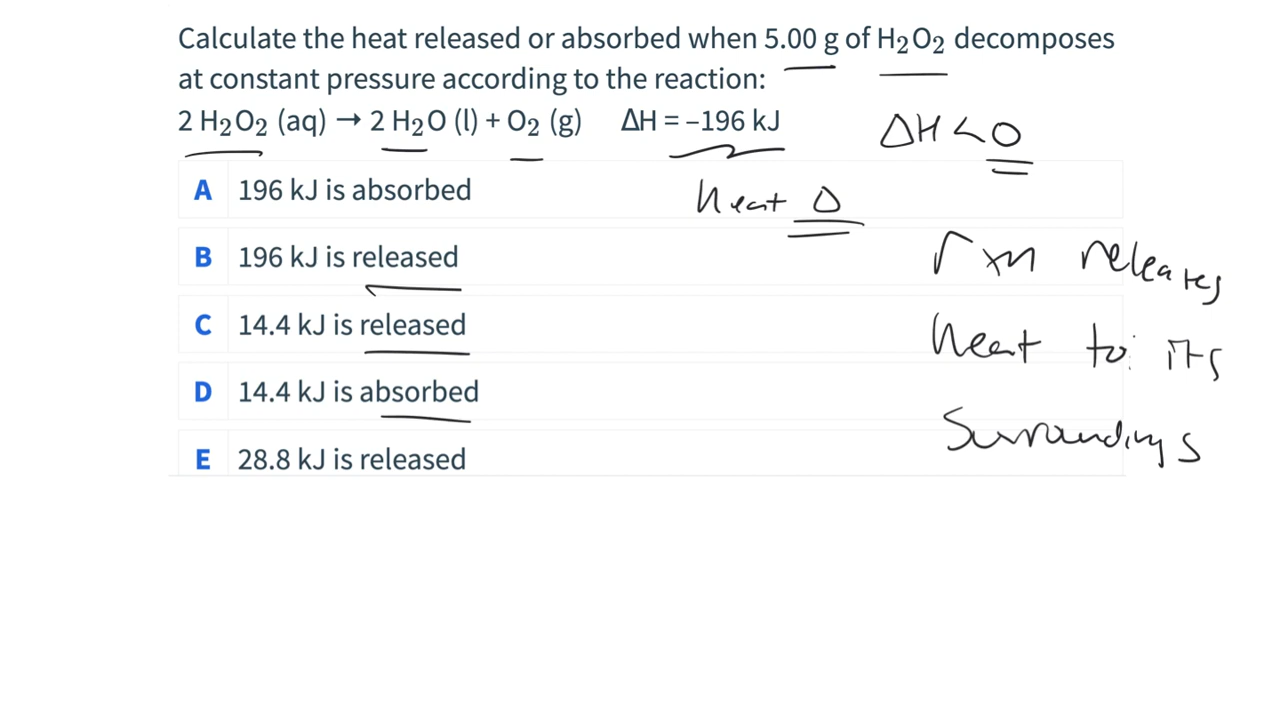 Calculate the heat released or absorbed when 5.00 g of H₂O₂ decomposes
at constant pressure according to the reaction:
2 H₂O₂ (aq) → 2 H₂O (l) + O₂ (g) ΔH = –196 kJ
ΔH < 0
A 196 kJ is absorbed
heat Δ
B 196 kJ is released
rxn releases
C 14.4 kJ is released
heat to its
D 14.4 kJ is absorbed
Surroundings
E 28.8 kJ is released